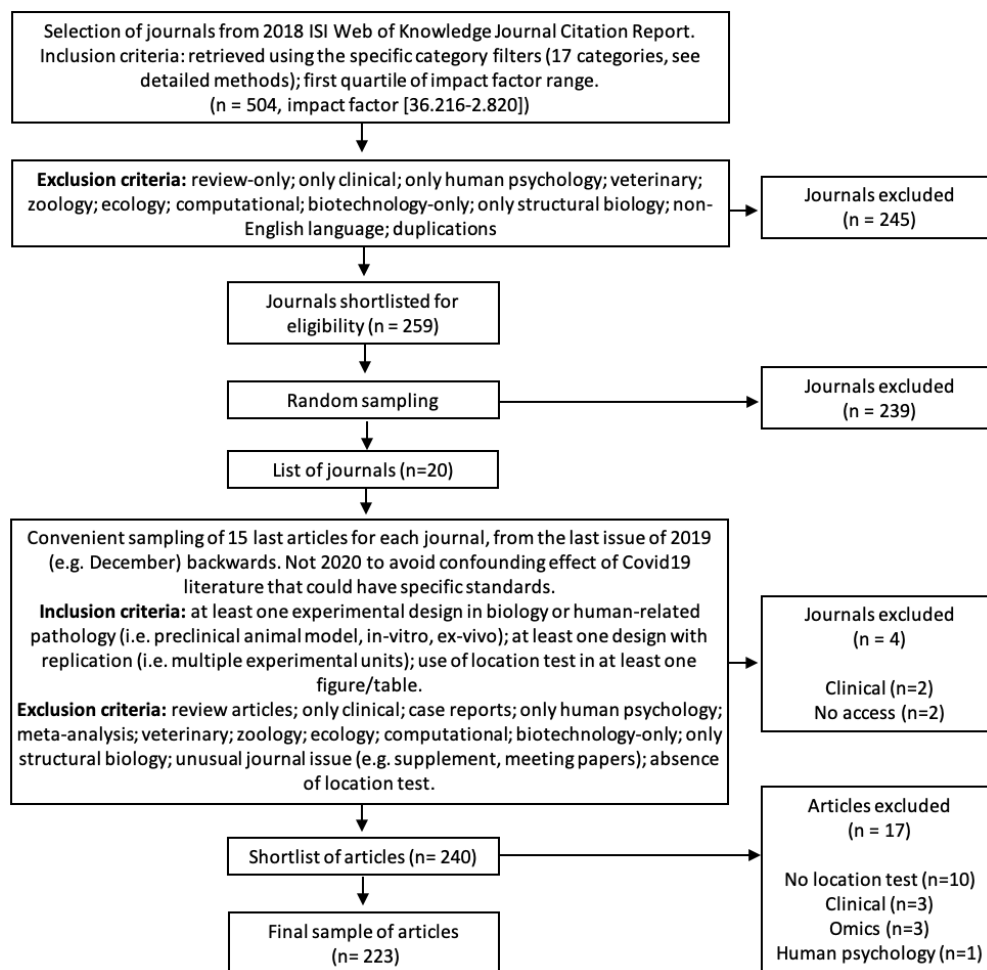 Selection of journals from 2018 ISI Web of Knowledge Journal Citation Report.
Inclusion criteria: retrieved using the specific category filters (17 categories, see
detailed methods); first quartile of impact factor range.
(n = 504, impact factor [36.216-2.820])
Exclusion criteria: review-only; only clinical; only human psychology; veterinary;
zoology; ecology; computational; biotechnology-only; only structural biology; non-
English language; duplications
Journals excluded
(n = 245)
Journals shortlisted for
eligibility (n = 259)
Random sampling
Journals excluded
(n = 239)
List of journals (n=20)
Convenient sampling of 15 last articles for each journal, from the last issue of 2019
(e.g. December) backwards. Not 2020 to avoid confounding effect of Covid19
literature that could have specific standards.
Inclusion criteria: at least one experimental design in biology or human-related
pathology (i.e. preclinical animal model, in-vitro, ex-vivo); at least one design with
replication (i.e. multiple experimental units); use of location test in at least one
figure/table.
Exclusion criteria: review articles; only clinical; case reports; only human psychology;
meta-analysis; veterinary; zoology; ecology; computational; biotechnology-only; only
structural biology; unusual journal issue (e.g. supplement, meeting papers); absence
of location test.
Journals excluded
(n = 4)
Clinical (n=2)
No access (n=2)
Shortlist of articles (n= 240)
Articles excluded
(n = 17)
No location test (n=10)
Clinical (n=3)
Omics (n=3)
Human psychology (n=1)
Final sample of articles
(n= 223)